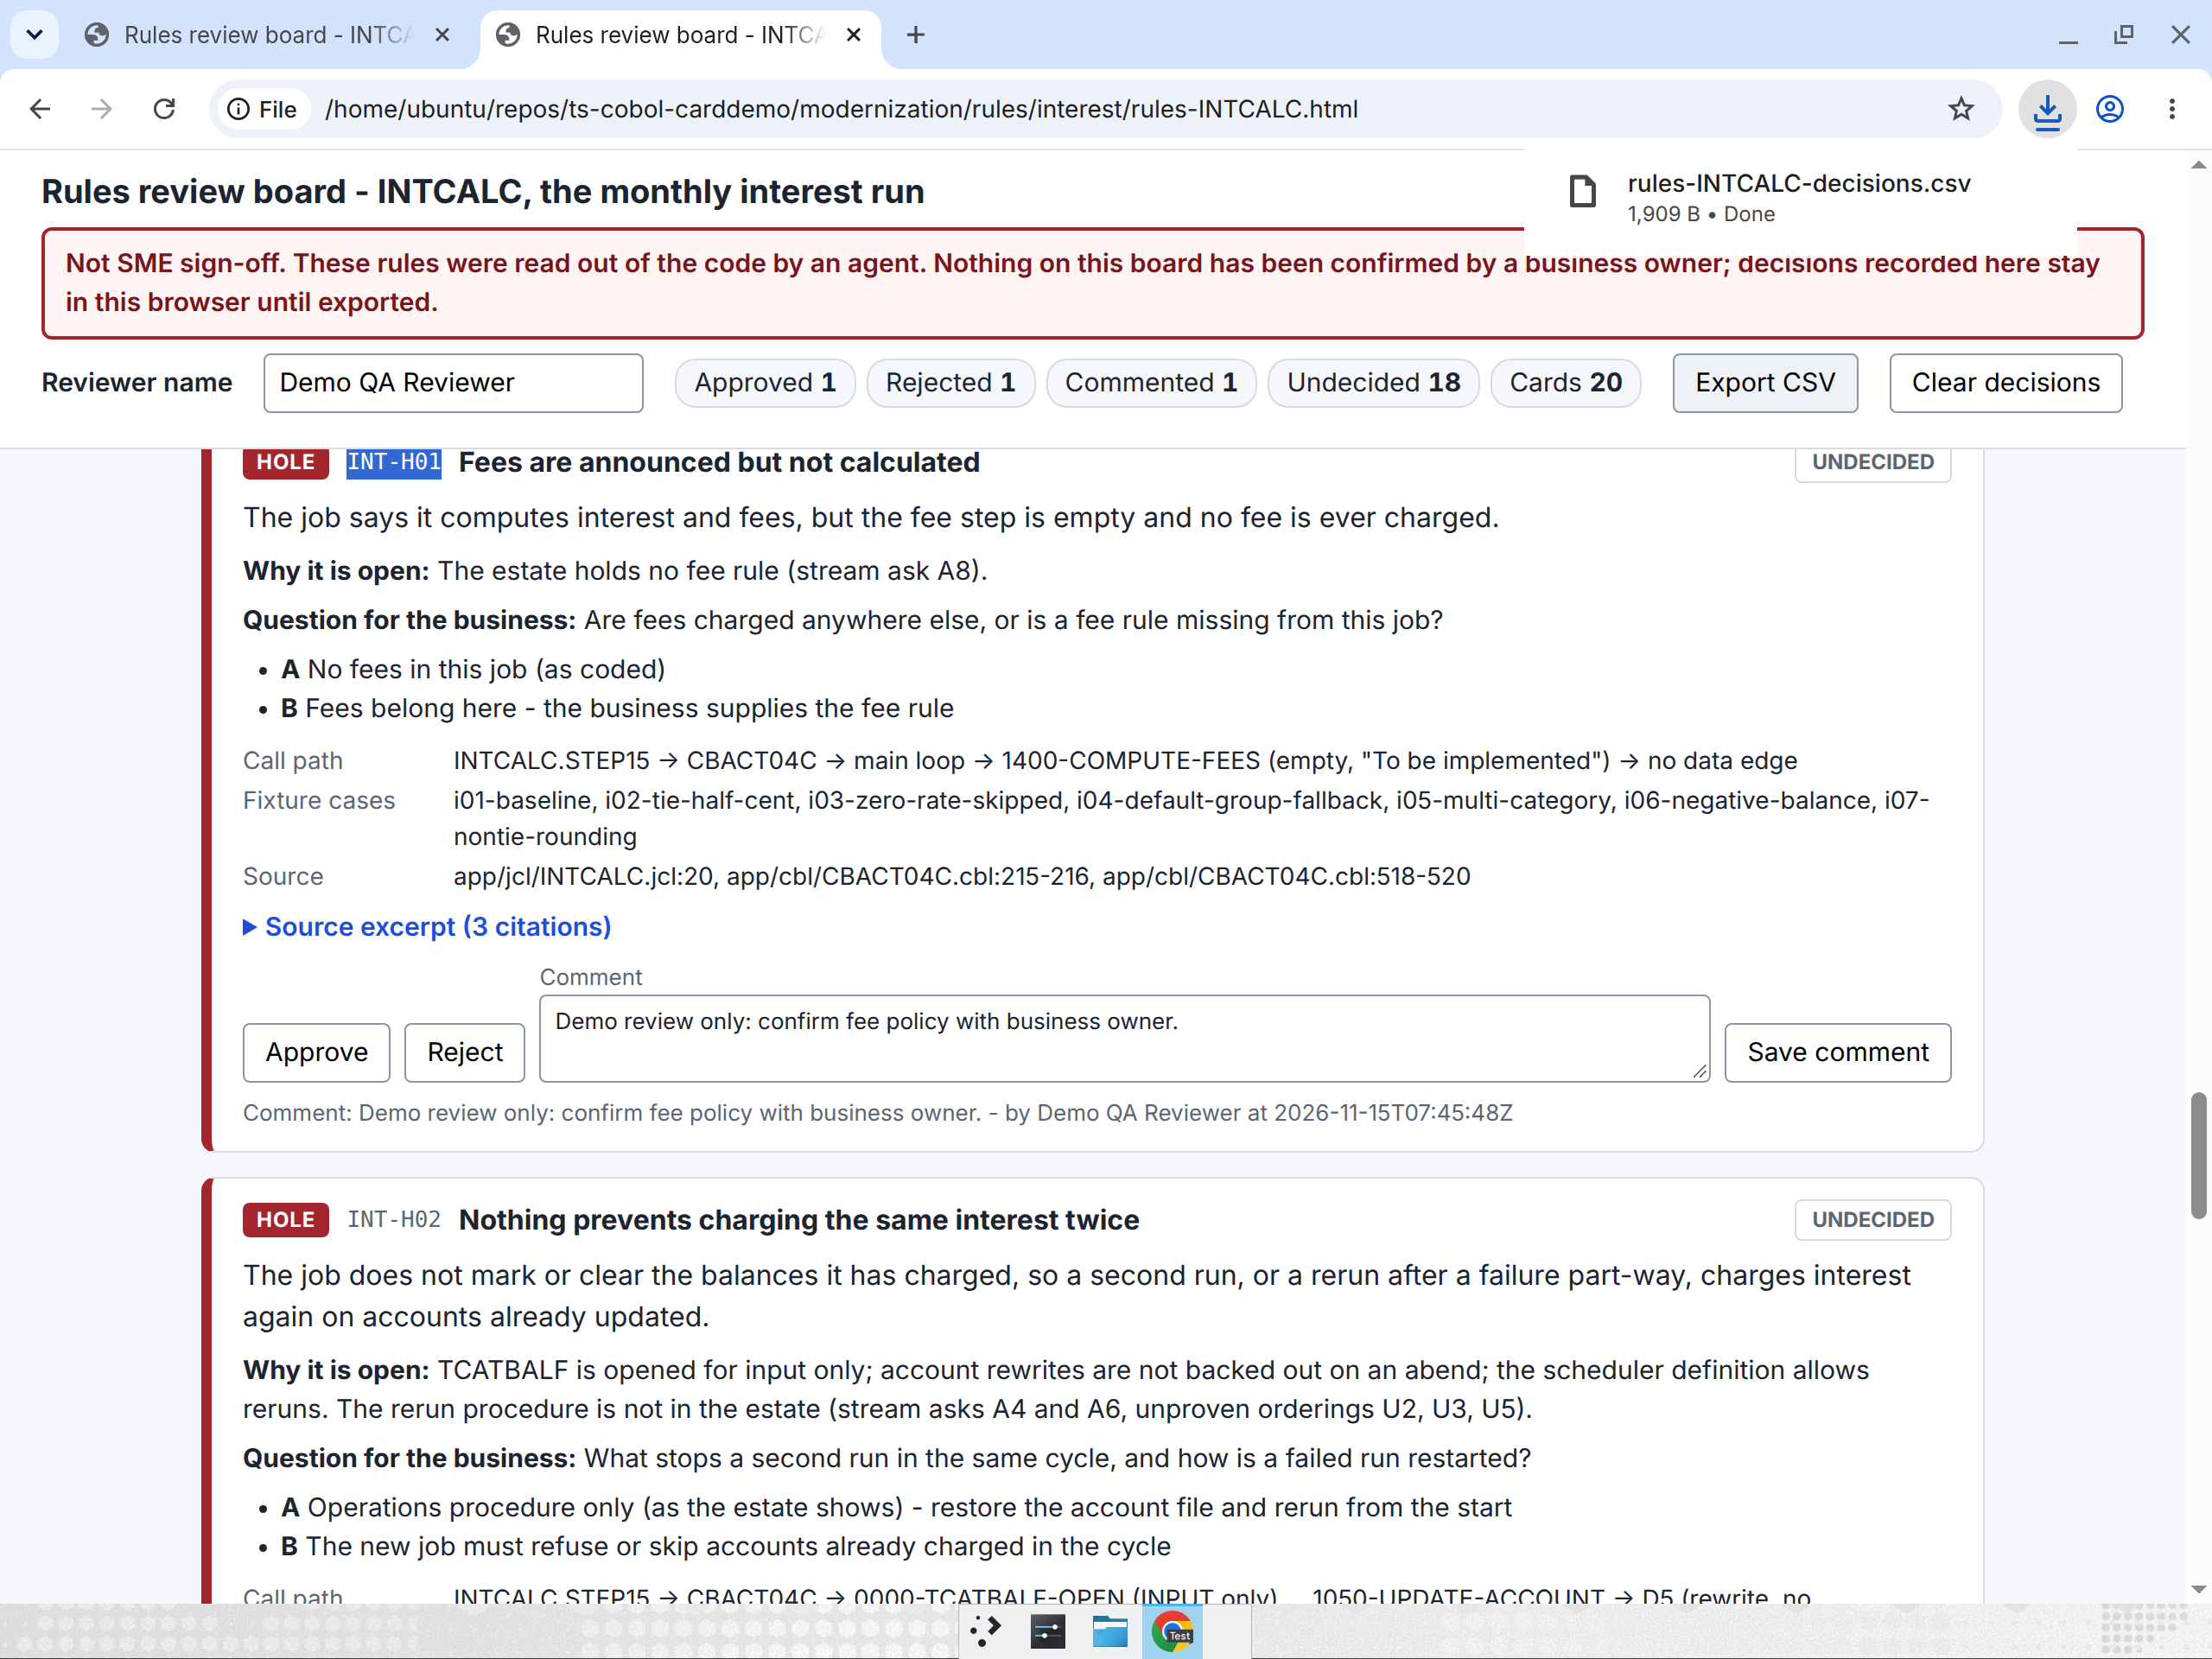 Rules review board - INTCA
Rules review board - INTCA
File
/home/ubuntu/repos/ts-cobol-carddemo/modernization/rules/interest/rules-INTCALC.html
rules-INTCALC-decisions.csv
1,909 B • Done
Rules review board - INTCALC, the monthly interest run
Not SME sign-off. These rules were read out of the code by an agent. Nothing on this board has been confirmed by a business owner; decisions recorded here stay
in this browser until exported.
Reviewer name
Demo QA Reviewer
Approved 1
Rejected 1
Commented 1
Undecided 18
Cards 20
Export CSV
Clear decisions
HOLE INT-H01 Fees are announced but not calculated
UNDECIDED
The job says it computes interest and fees, but the fee step is empty and no fee is ever charged.
Why it is open: The estate holds no fee rule (stream ask A8).
Question for the business: Are fees charged anywhere else, or is a fee rule missing from this job?
• A No fees in this job (as coded)
• B Fees belong here - the business supplies the fee rule
Call path INTCALC.STEP15 → CBACT04C → main loop → 1400-COMPUTE-FEES (empty, "To be implemented") → no data edge
Fixture cases i01-baseline, i02-tie-half-cent, i03-zero-rate-skipped, i04-default-group-fallback, i05-multi-category, i06-negative-balance, i07-
nontie-rounding
Source app/jcl/INTCALC.jcl:20, app/cbl/CBACT04C.cbl:215-216, app/cbl/CBACT04C.cbl:518-520
Source excerpt (3 citations)
Comment
Approve
Reject
Demo review only: confirm fee policy with business owner.
Save comment
Comment: Demo review only: confirm fee policy with business owner. - by Demo QA Reviewer at 2026-11-15T07:45:48Z
HOLE INT-H02 Nothing prevents charging the same interest twice
UNDECIDED
The job does not mark or clear the balances it has charged, so a second run, or a rerun after a failure part-way, charges interest
again on accounts already updated.
Why it is open: TCATBALF is opened for input only; account rewrites are not backed out on an abend; the scheduler definition allows
reruns. The rerun procedure is not in the estate (stream asks A4 and A6, unproven orderings U2, U3, U5).
Question for the business: What stops a second run in the same cycle, and how is a failed run restarted?
• A Operations procedure only (as the estate shows) - restore the account file and rerun from the start
• B The new job must refuse or skip accounts already charged in the cycle
Call path INTCALC.STEP15 → CBACT04C → 0000-TCATBALF-OPEN (INPUT only) 1050-UPDATE-ACCOUNT → D5 (rewrite, no
Test